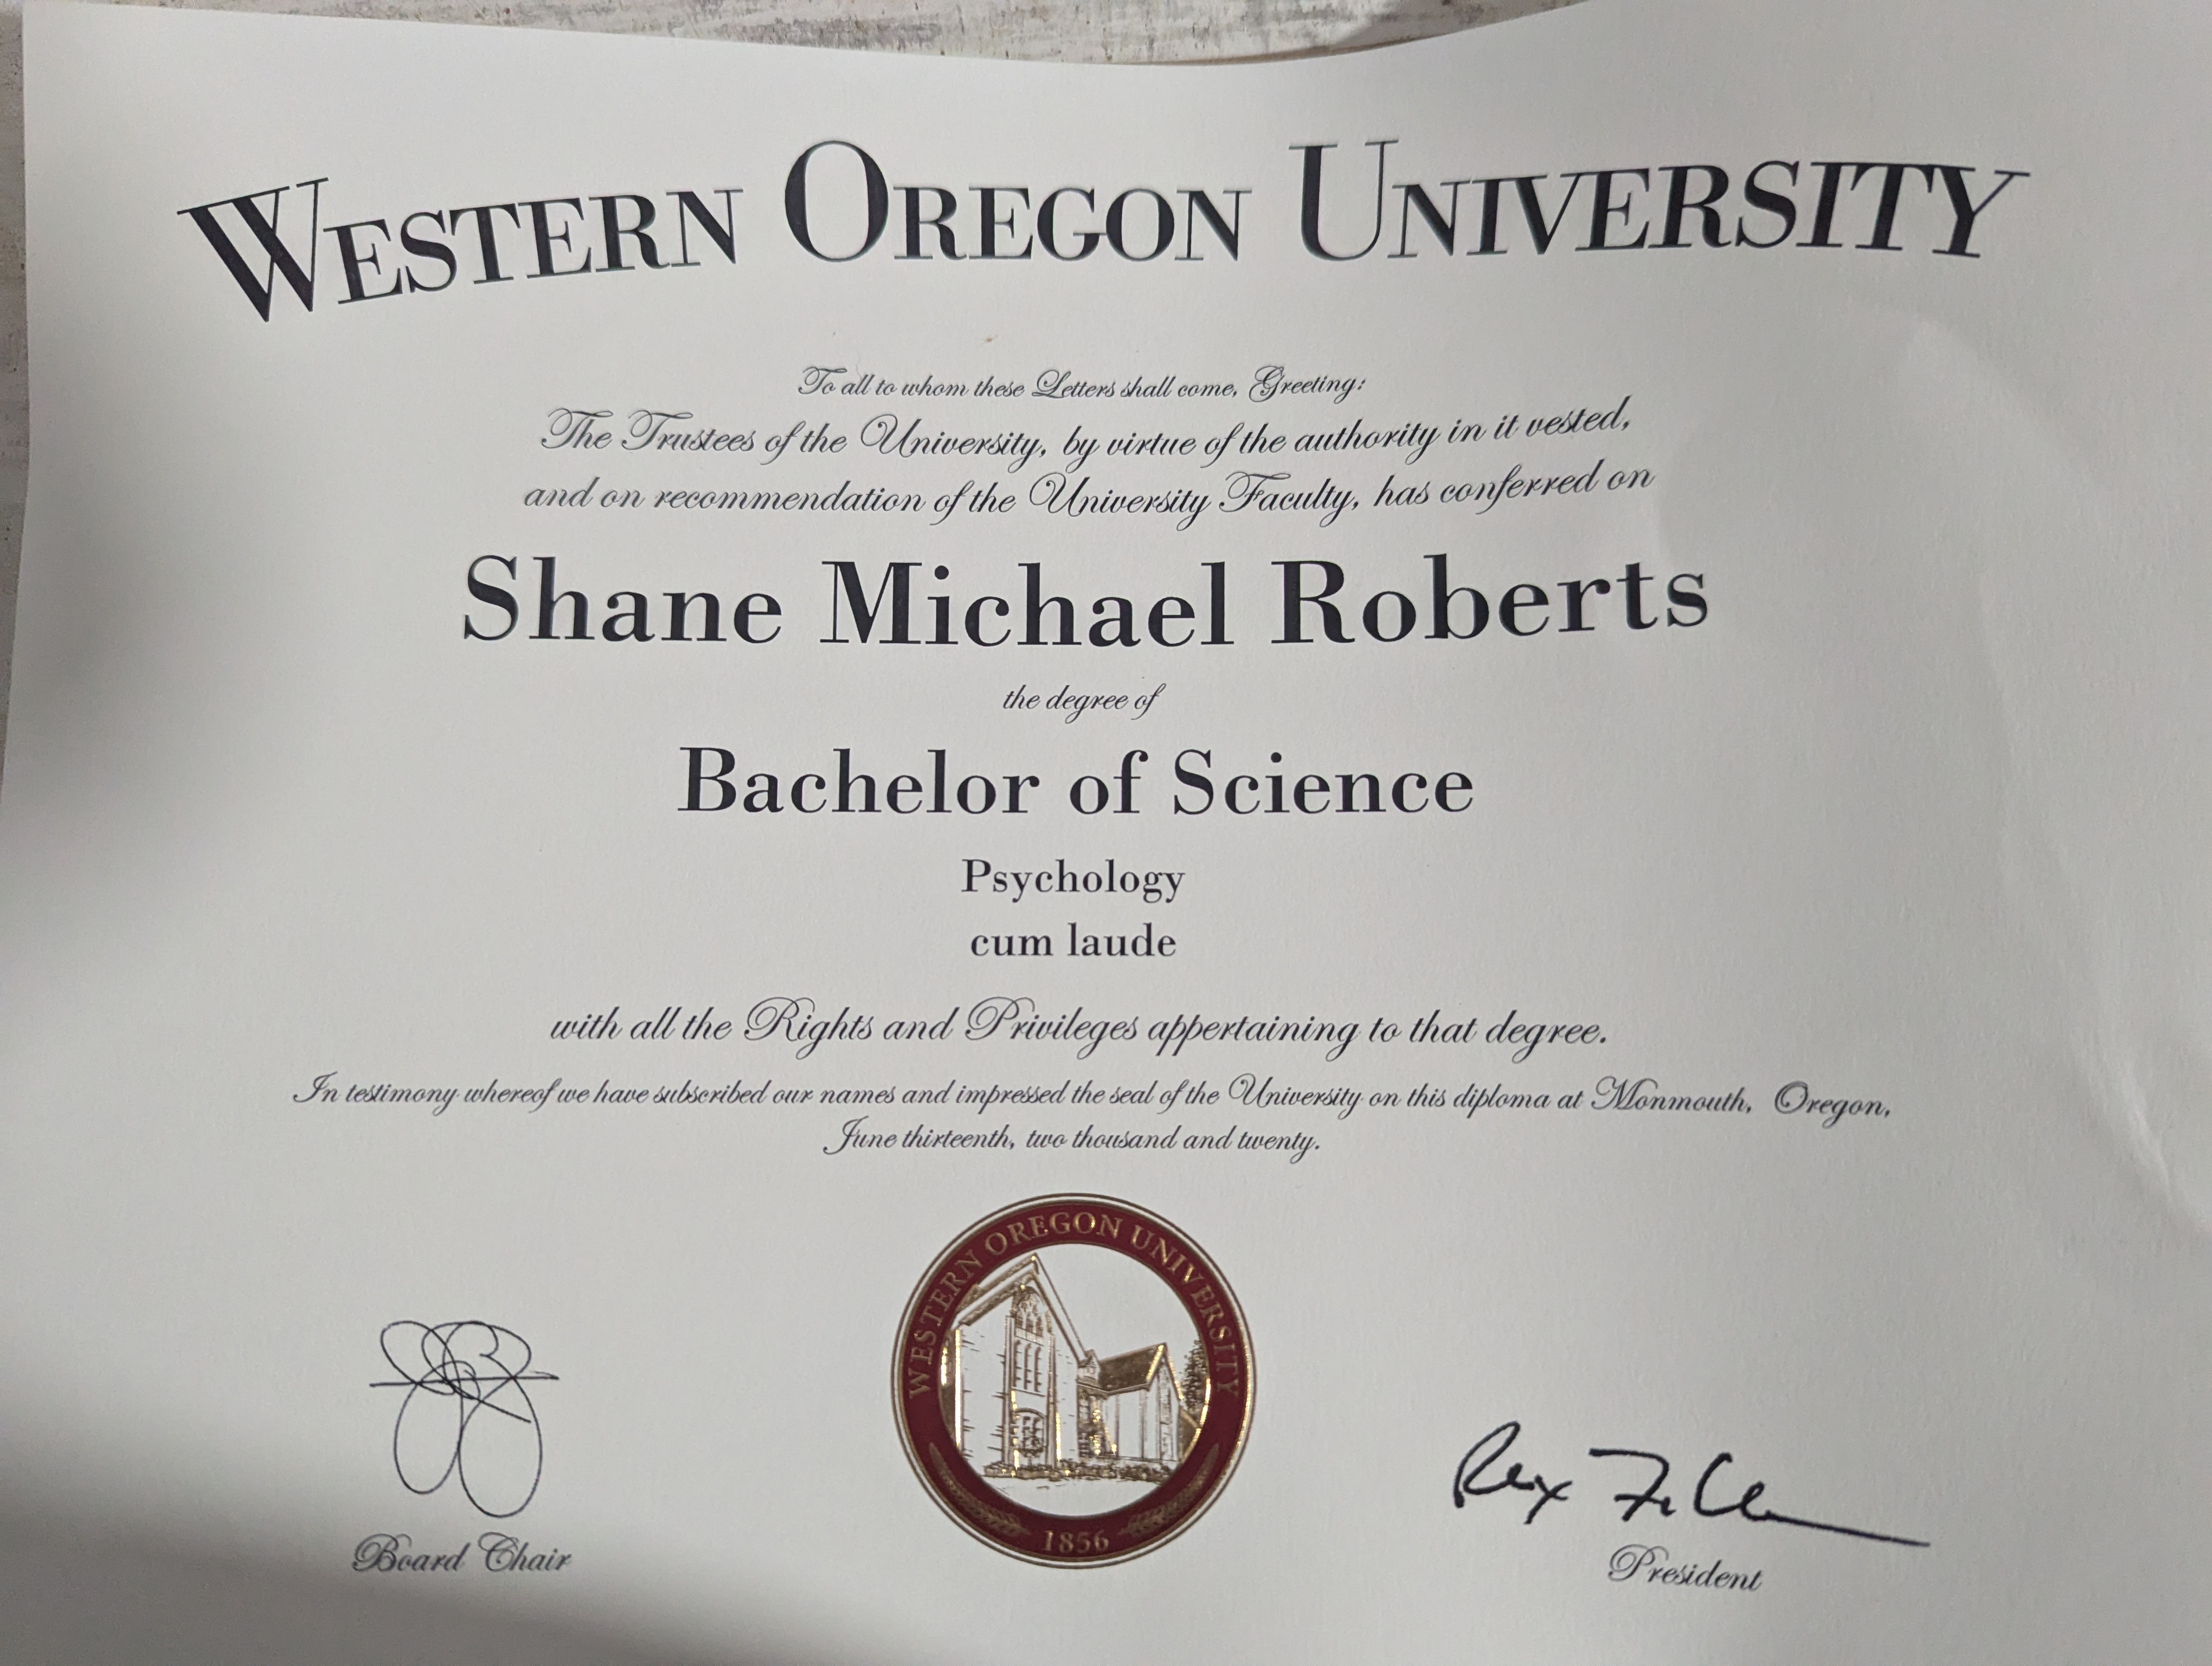 WESTERN OREGON UNIVERSITY
To all to whom these Letters shall come, Greeting:
The Trustees of the University, by virtue of the authority in it vested,
and on recommendation of the University Faculty, has conferred on
Shane Michael Roberts
the degree of
Bachelor of Science
Psychology
cum laude
with all the Rights and Privileges appertaining to that degree.
In testimony whereof we have subscribed our names and impressed the seal of the University on this diploma at Monmouth, Oregon,
June thirteenth, two thousand and twenty.
WESTERN OREGON UNIVERSITY
1856
Board Chair
Rex
President